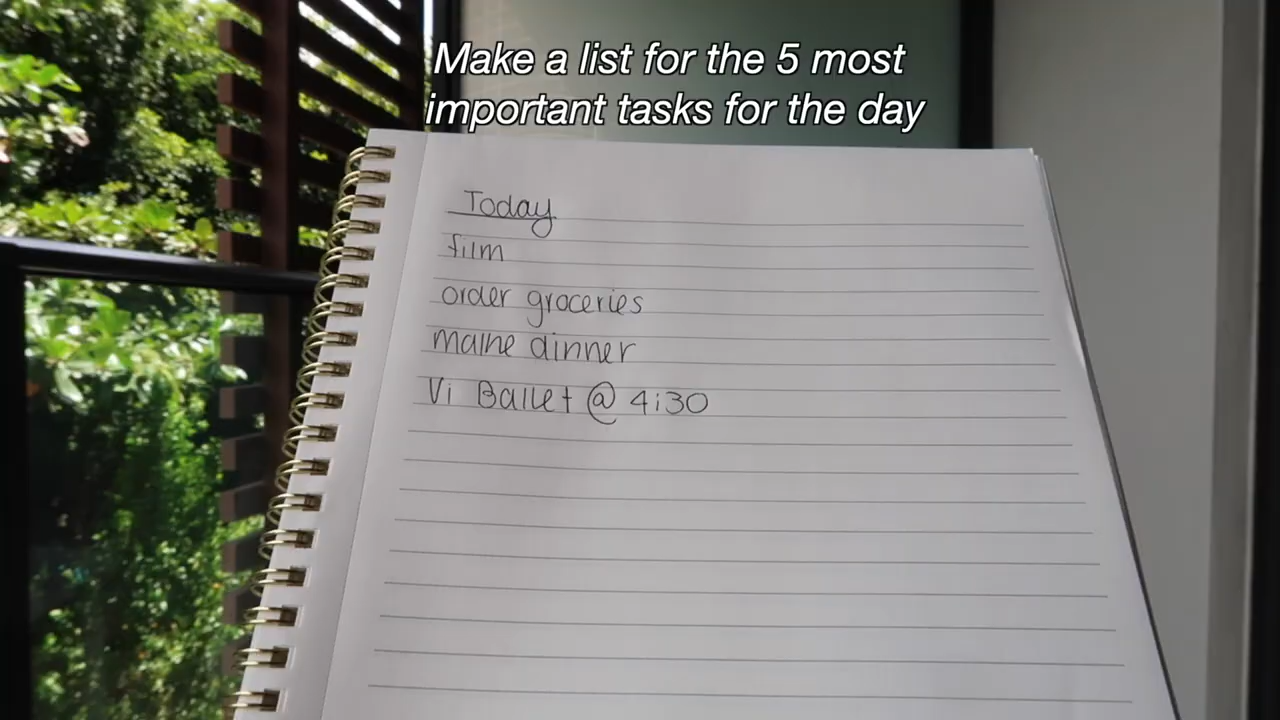 Make a list for the 5 most
important tasks for the day
Today
film
order groceries
make dinner
Vi Ballet @ 4:30